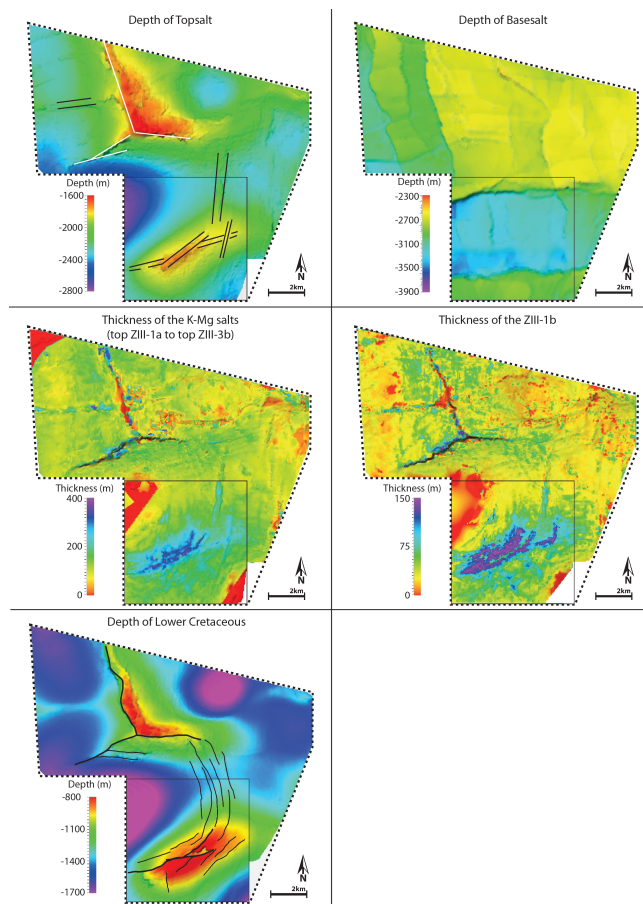 Depth of Topsalt
Depth (m)
-1600
-2000
-2400
-2800
N
2km
Depth of Basesalt
Depth (m)
-2300
-2700
-3100
-3500
-3900
N
2km
Thickness of the K-Mg salts
(top ZIII-1a to top ZIII-3b)
Thickness (m)
400
200
0
N
2km
Thickness of the ZIII-1b
Thickness (m)
150
75
0
N
2km
Depth of Lower Cretaceous
Depth (m)
-800
-1100
-1400
-1700
N
2km